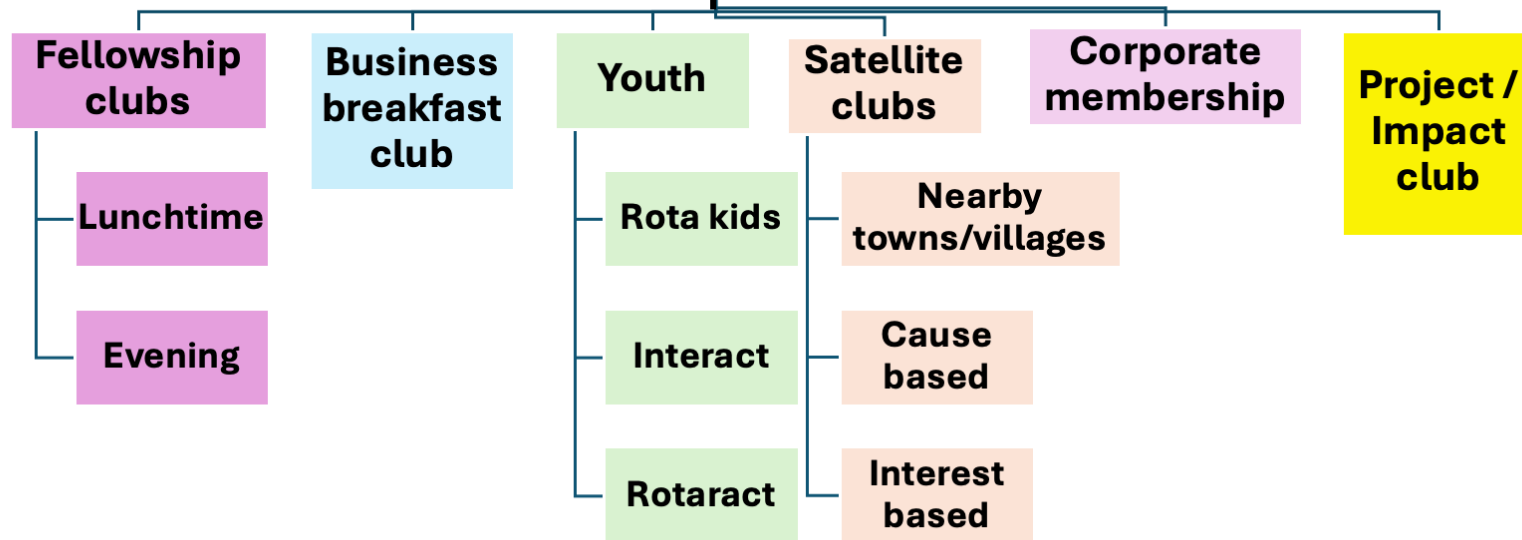 Fellowship
clubs
Business
breakfast
club
Youth
Satellite
clubs
Corporate
membership
Project /
Impact
club
Lunchtime
Evening
Rota kids
Interact
Rotaract
Nearby
towns/villages
Cause
based
Interest
based